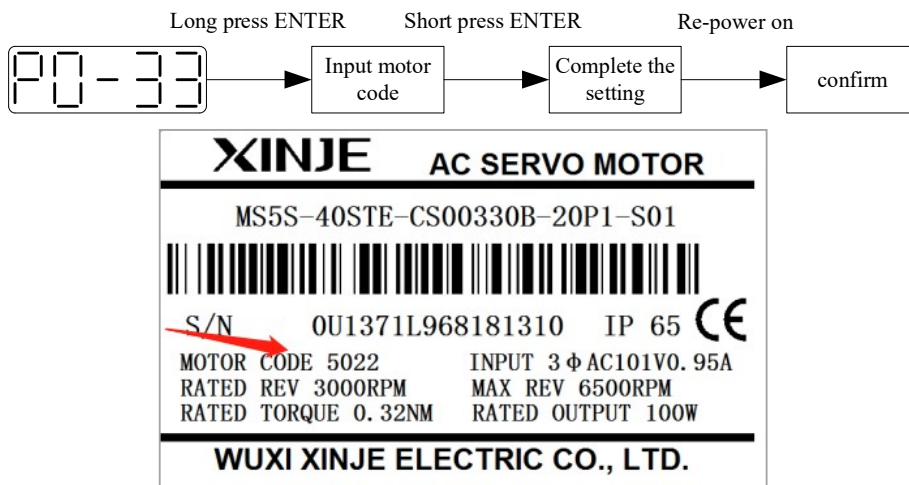 Long press ENTER Short press ENTER Re-power on
P0-33 Input motor code Complete the setting confirm
XINJE AC SERVO MOTOR
MS5S-40STE-CS00330B-20P1-S01
S/N 0U1371L968181310 IP 65 CE
MOTOR CODE 5022 INPUT 3φAC101V0.95A
RATED REV 3000RPM MAX REV 6500RPM
RATED TORQUE 0.32NM RATED OUTPUT 100W
WUXI XINJE ELECTRIC CO., LTD.